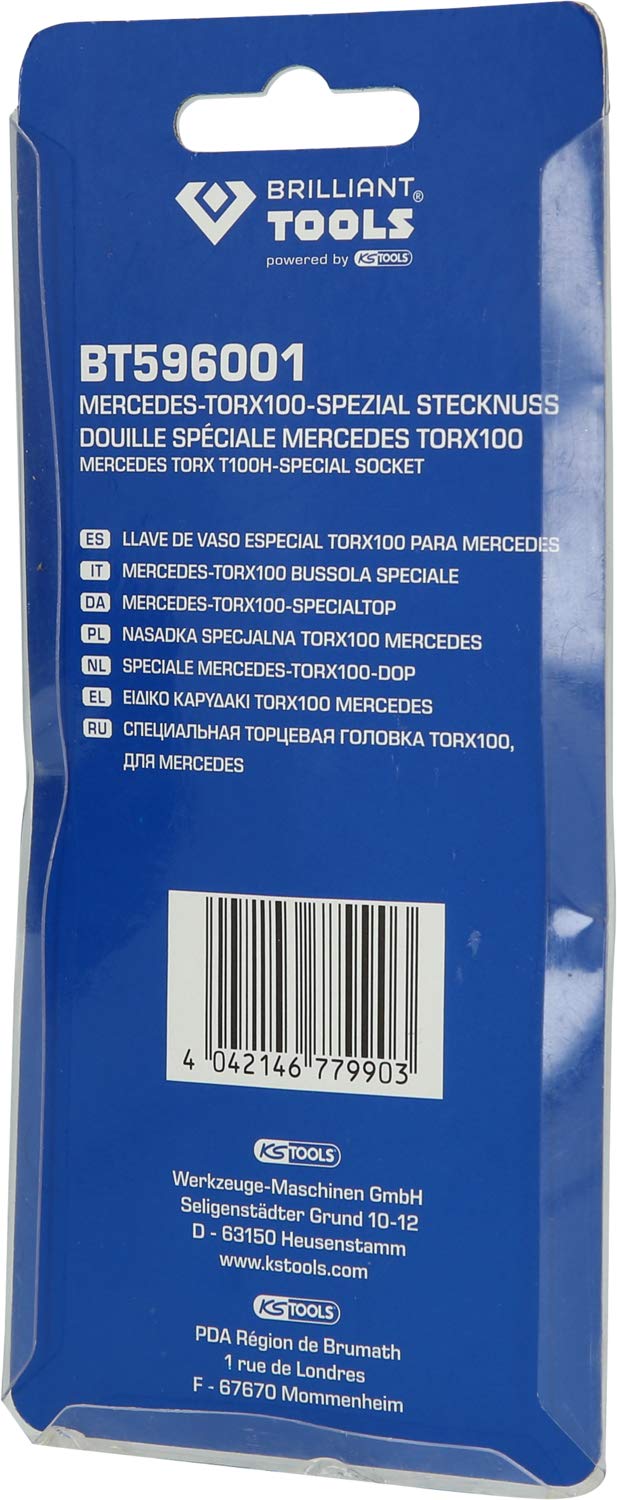 BRILLIANT
TOOLS®
powered by KSTOOLS
BT596001
MERCEDES-TORX100-SPEZIAL STECKNUSS
DOUILLE SPÉCIALE MERCEDES TORX100
MERCEDES TORX T100H-SPECIAL SOCKET
ES LLAVE DE VASO ESPECIAL TORX100 PARA MERCEDES
IT MERCEDES-TORX100 BUSSOLA SPECIALE
DA MERCEDES-TORX100-SPECIALTOP
PL NASADKA SPECJALNA TORX100 MERCEDES
NL SPECIALE MERCEDES-TORX100-DOP
EL ΕΙΔΙΚΟ ΚΑΡΥΔΑΚΙ TORX100 MERCEDES
RU СПЕЦИАЛЬНАЯ ТОРЦЕВАЯ ГОЛОВКА TORX100,
ДЛЯ MERCEDES
4 042146 779903
KSTOOLS
Werkzeuge-Maschinen GmbH
Seligenstädter Grund 10-12
D - 63150 Heusenstamm
www.kstools.com
KSTOOLS
PDA Région de Brumath
1 rue de Londres
F - 67670 Mommenheim